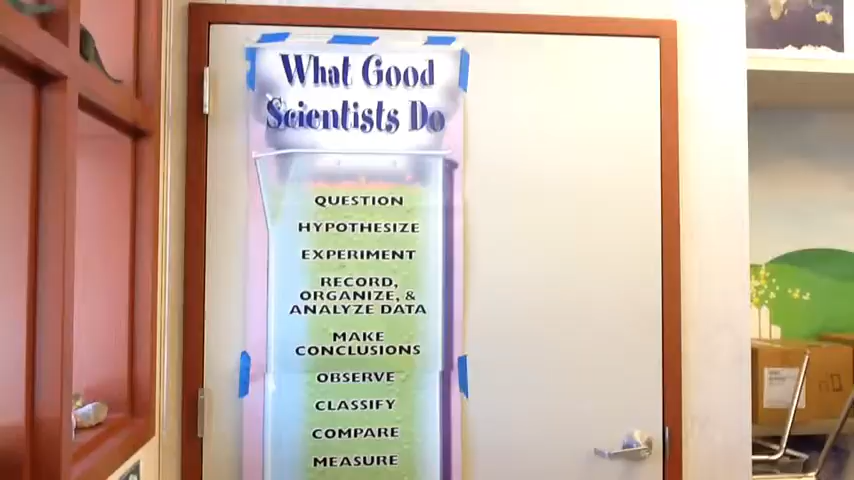 What Good
Scientists Do
QUESTION
HYPOTHESIZE
EXPERIMENT
RECORD,
ORGANIZE, &
ANALYZE DATA
MAKE
CONCLUSIONS
OBSERVE
CLASSIFY
COMPARE
MEASURE